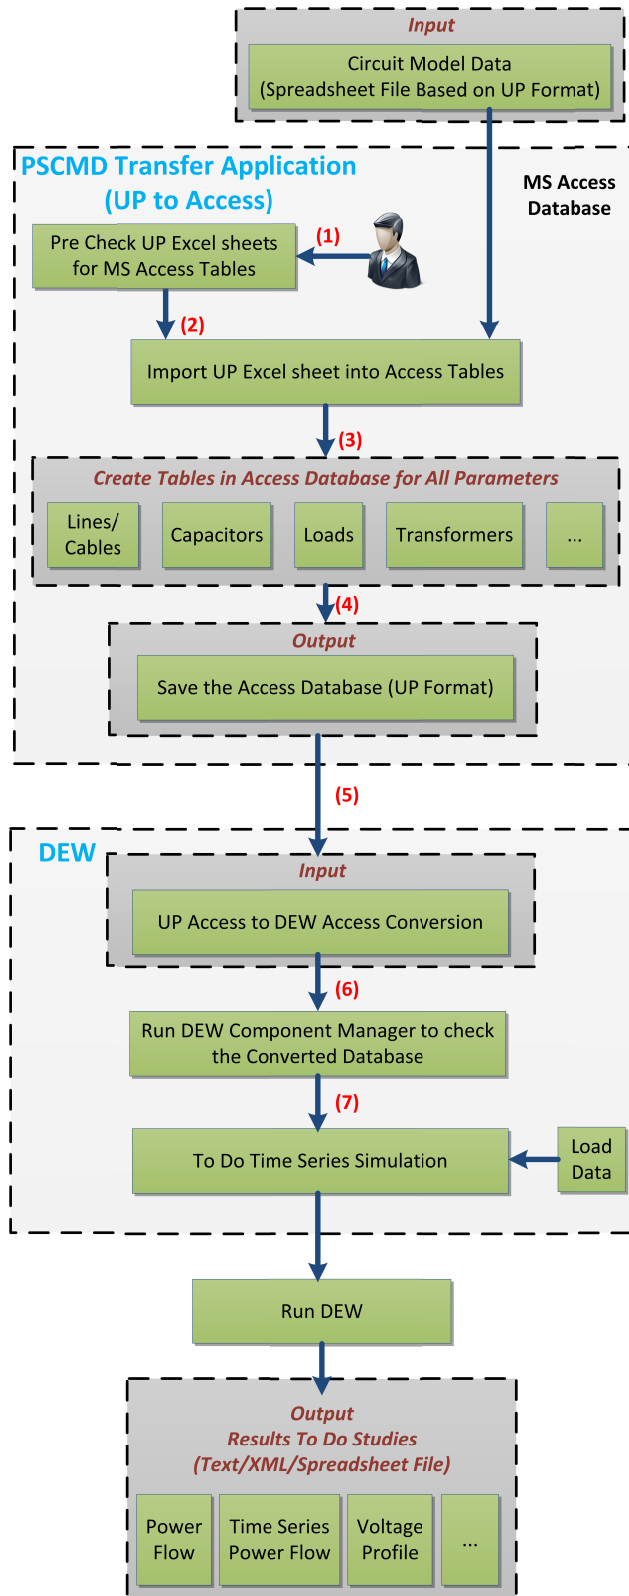 Input
Circuit Model Data
(Spreadsheet File Based on UP Format)
PSCMD Transfer Application
(UP to Access)
MS Access
Database
Pre Check UP Excel sheets
for MS Access Tables
(1)
(2)
Import UP Excel sheet into Access Tables
(3)
Create Tables in Access Database for All Parameters
Lines/
Cables
Capacitors
Loads
Transformers
...
(4)
Output
Save the Access Database (UP Format)
(5)
DEW
Input
UP Access to DEW Access Conversion
(6)
Run DEW Component Manager to check
the Converted Database
(7)
To Do Time Series Simulation
Load
Data
Run DEW
Output
Results To Do Studies
(Text/XML/Spreadsheet File)
Power
Flow
Time Series
Power Flow
Voltage
Profile
...